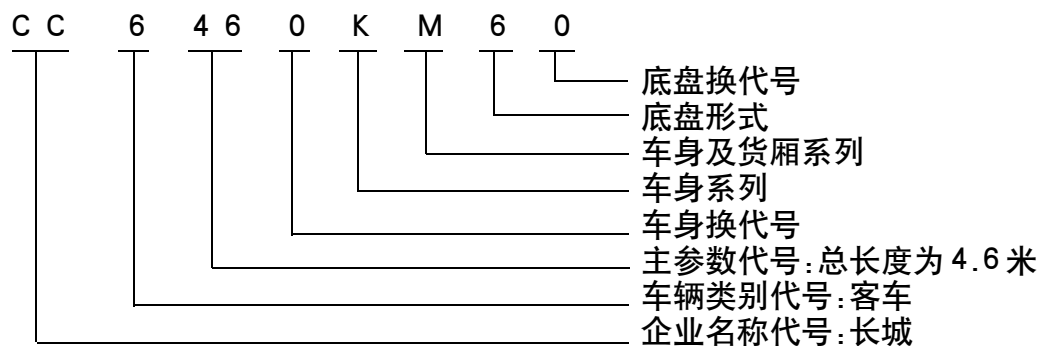 CC 6 46 0 K M 6 0
底盘换代号
底盘形式
车身及货厢系列
车身系列
车身换代号
主参数代号:总长度为4.6米
车辆类别代号:客车
企业名称代号:长城